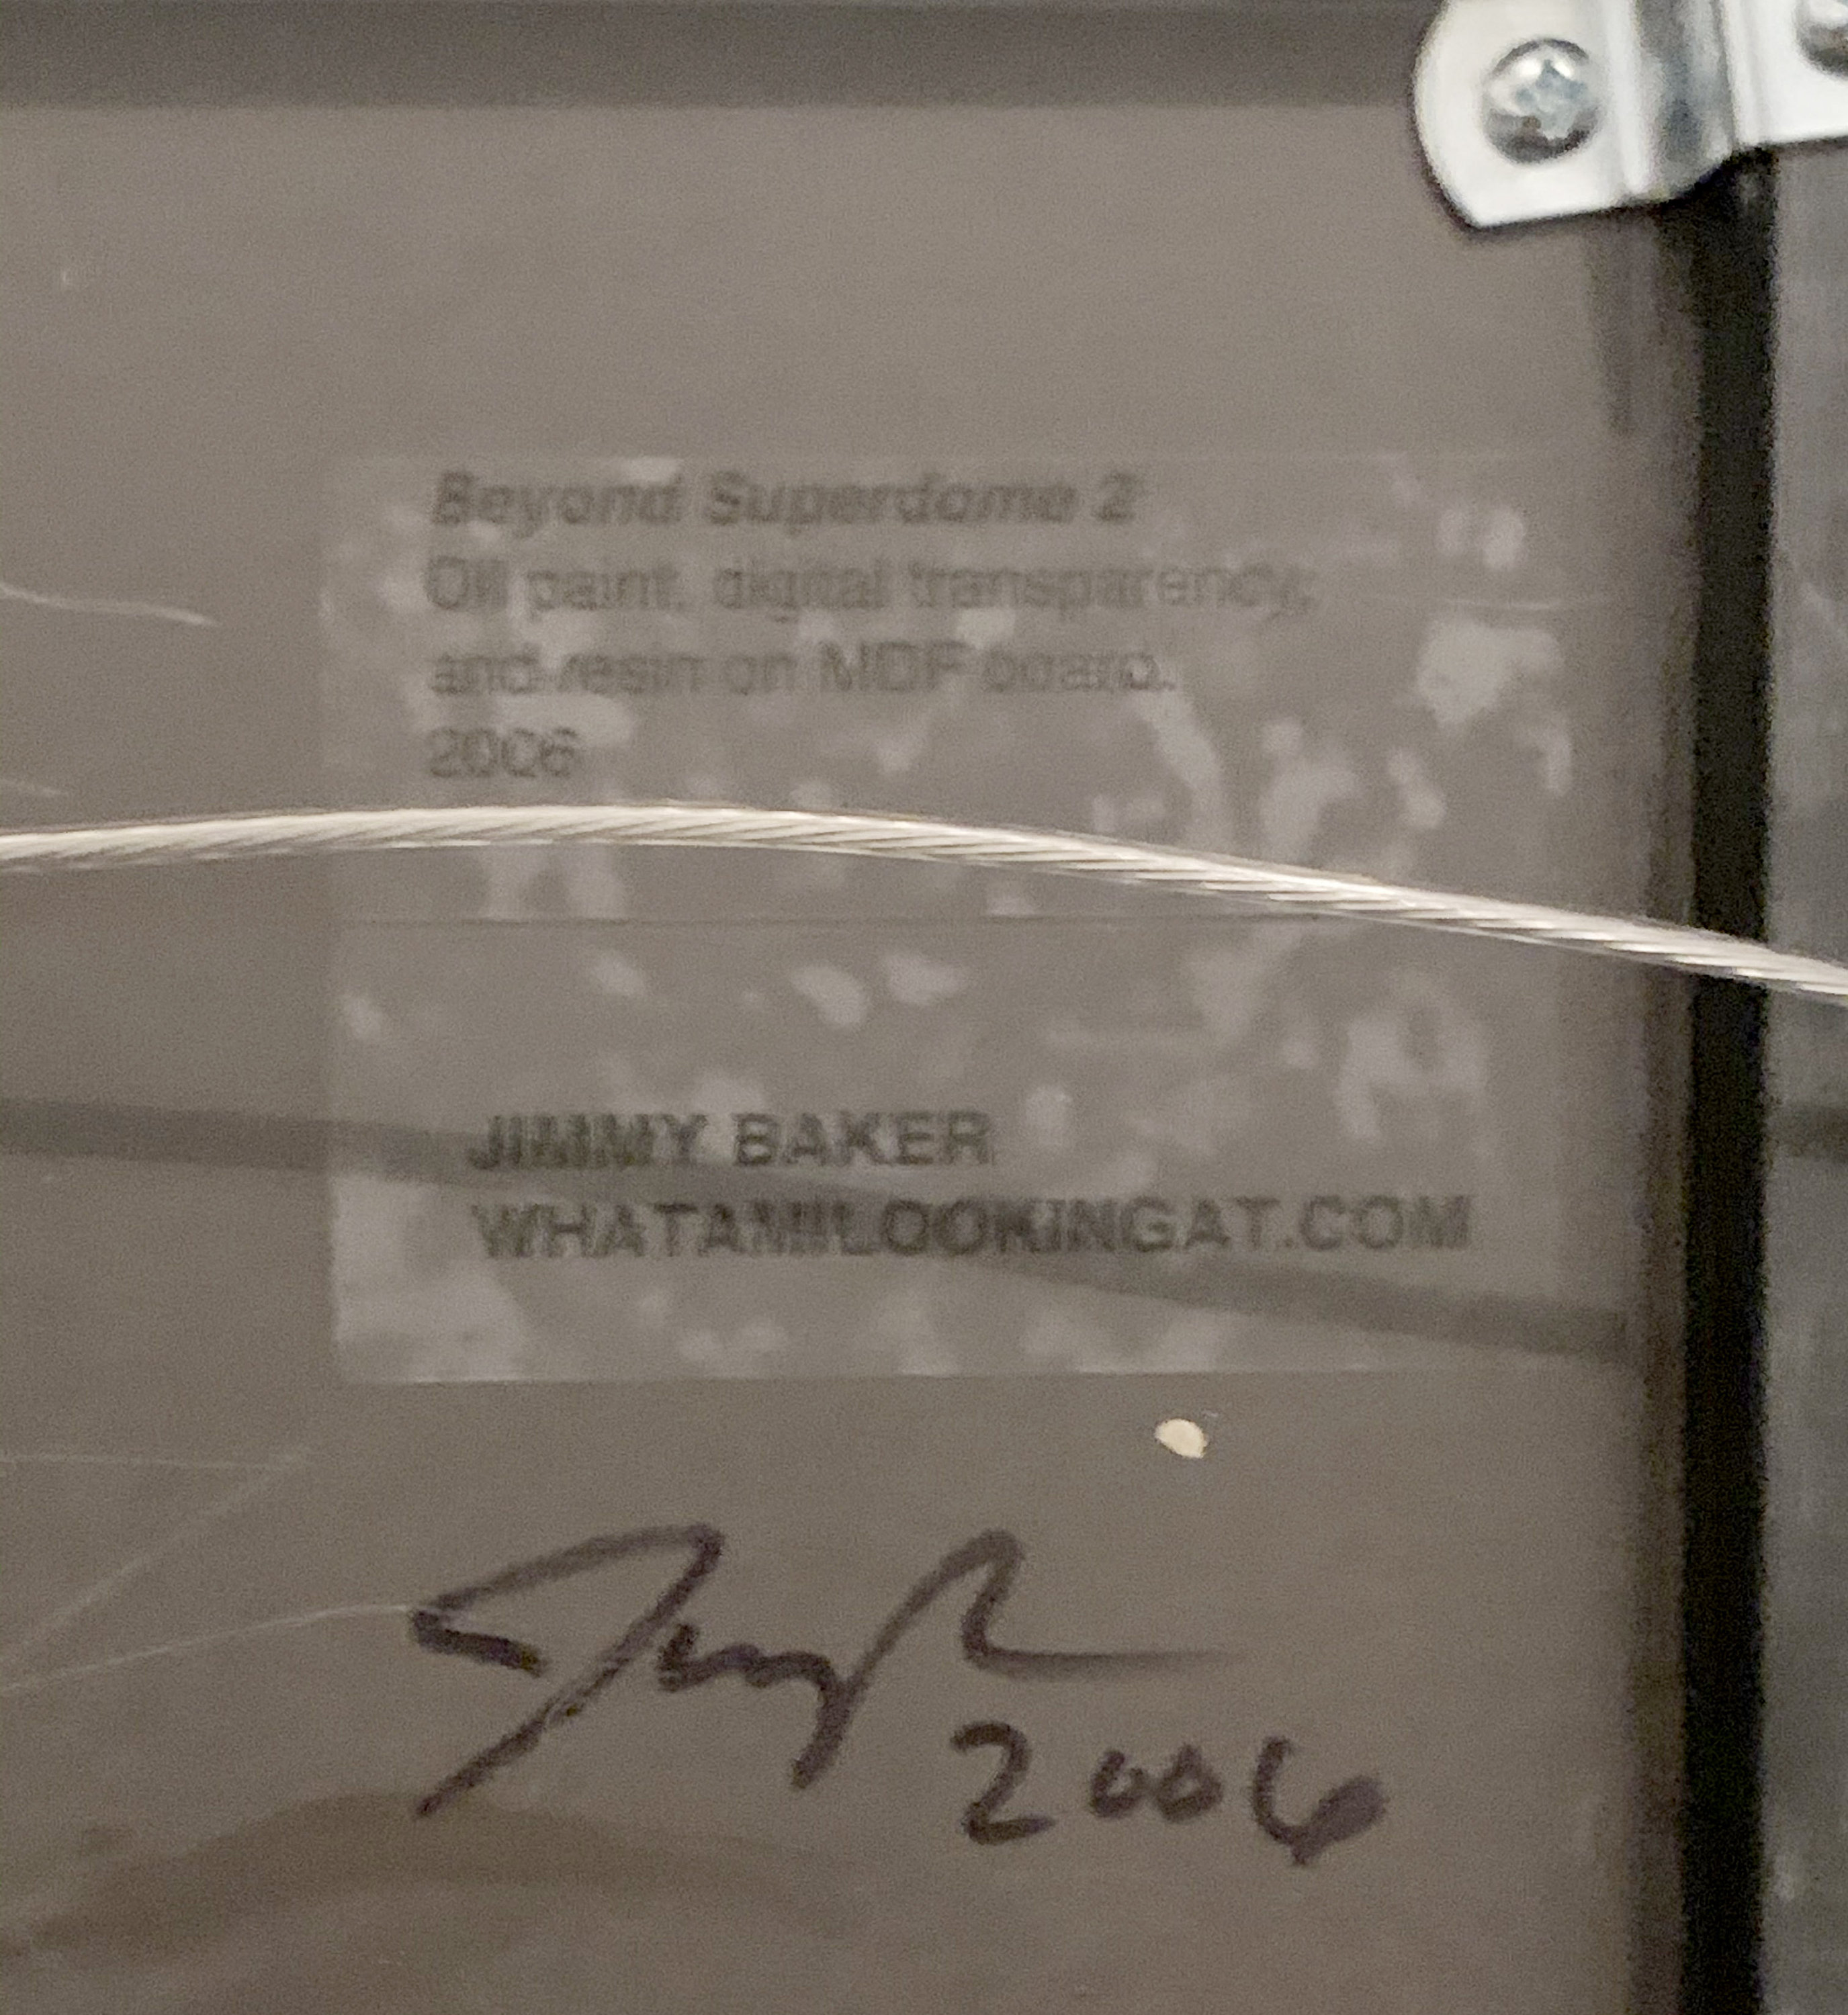 Beyond Superdome 2
Oil paint, digital transparency,
and resin on MDF board.
2006
JIMMY BAKER
WHATAMILOOKINGAT.COM
2006